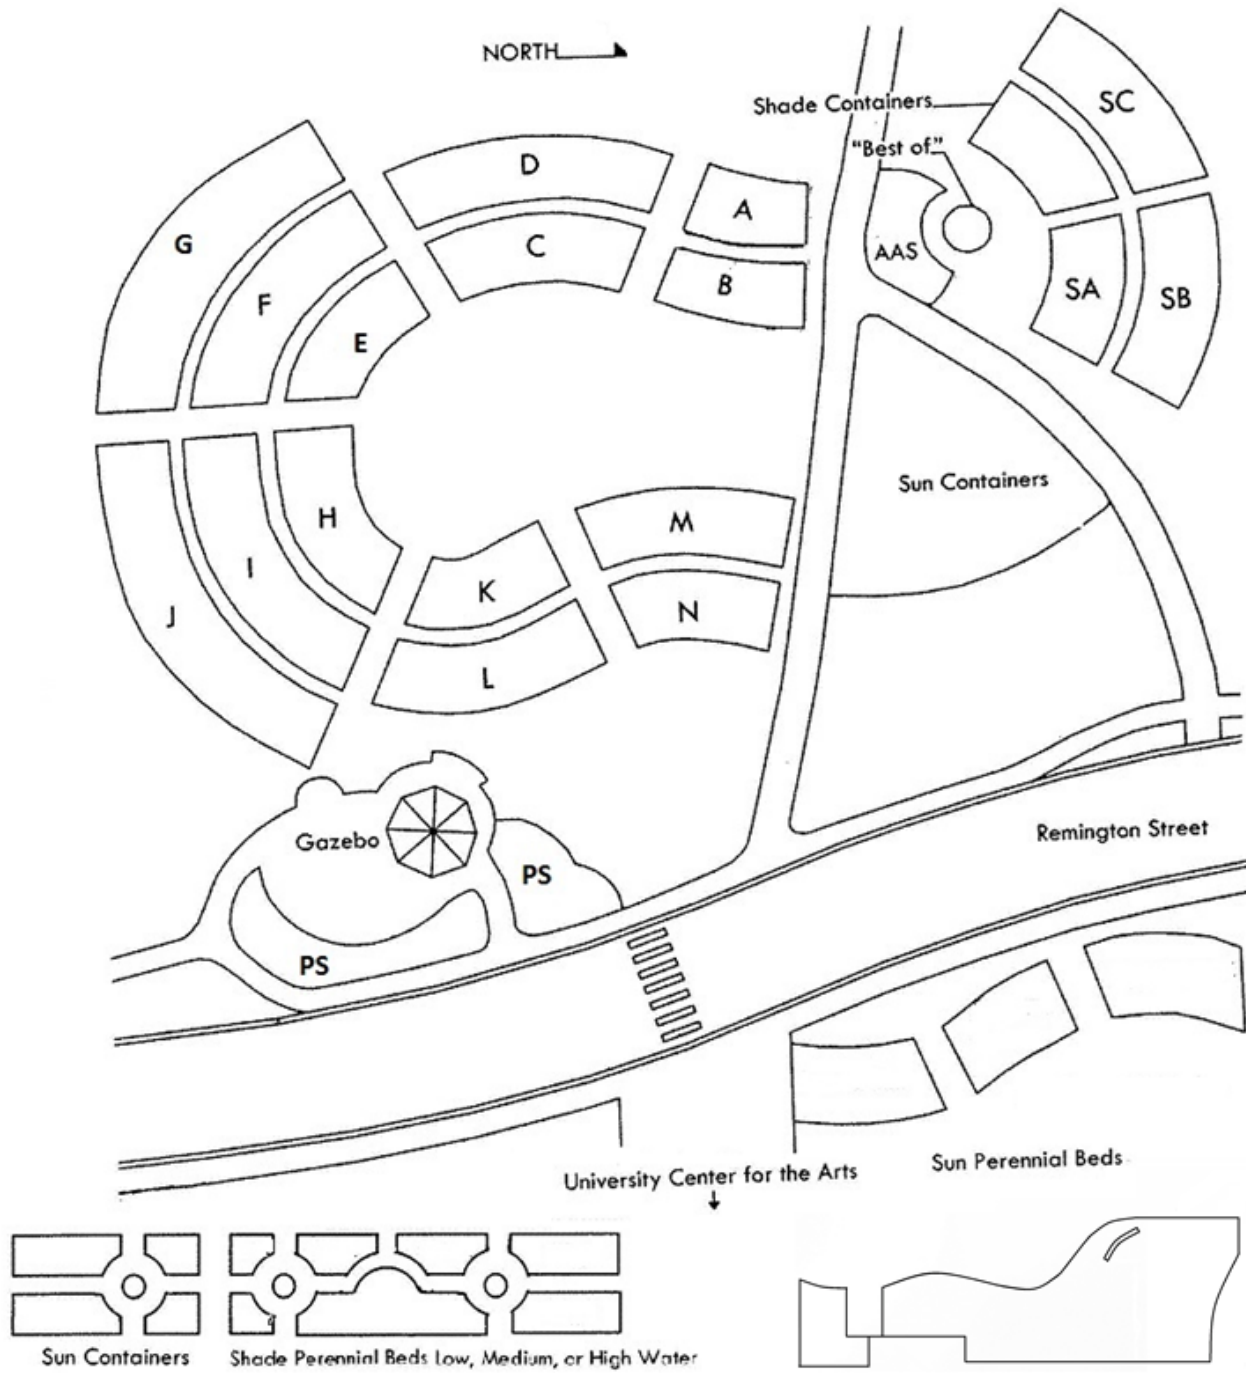 NORTH
SC
Shade Containers
"Best of"
D
A
G
C
AAS
B
SA
SB
F
E
Sun Containers
M
H
I
K
N
J
L
Remington Street
Gazebo
PS
PS
Sun Perennial Beds
University Center for the Arts
Sun Containers
Shade Perennial Beds Low, Medium, or High Water